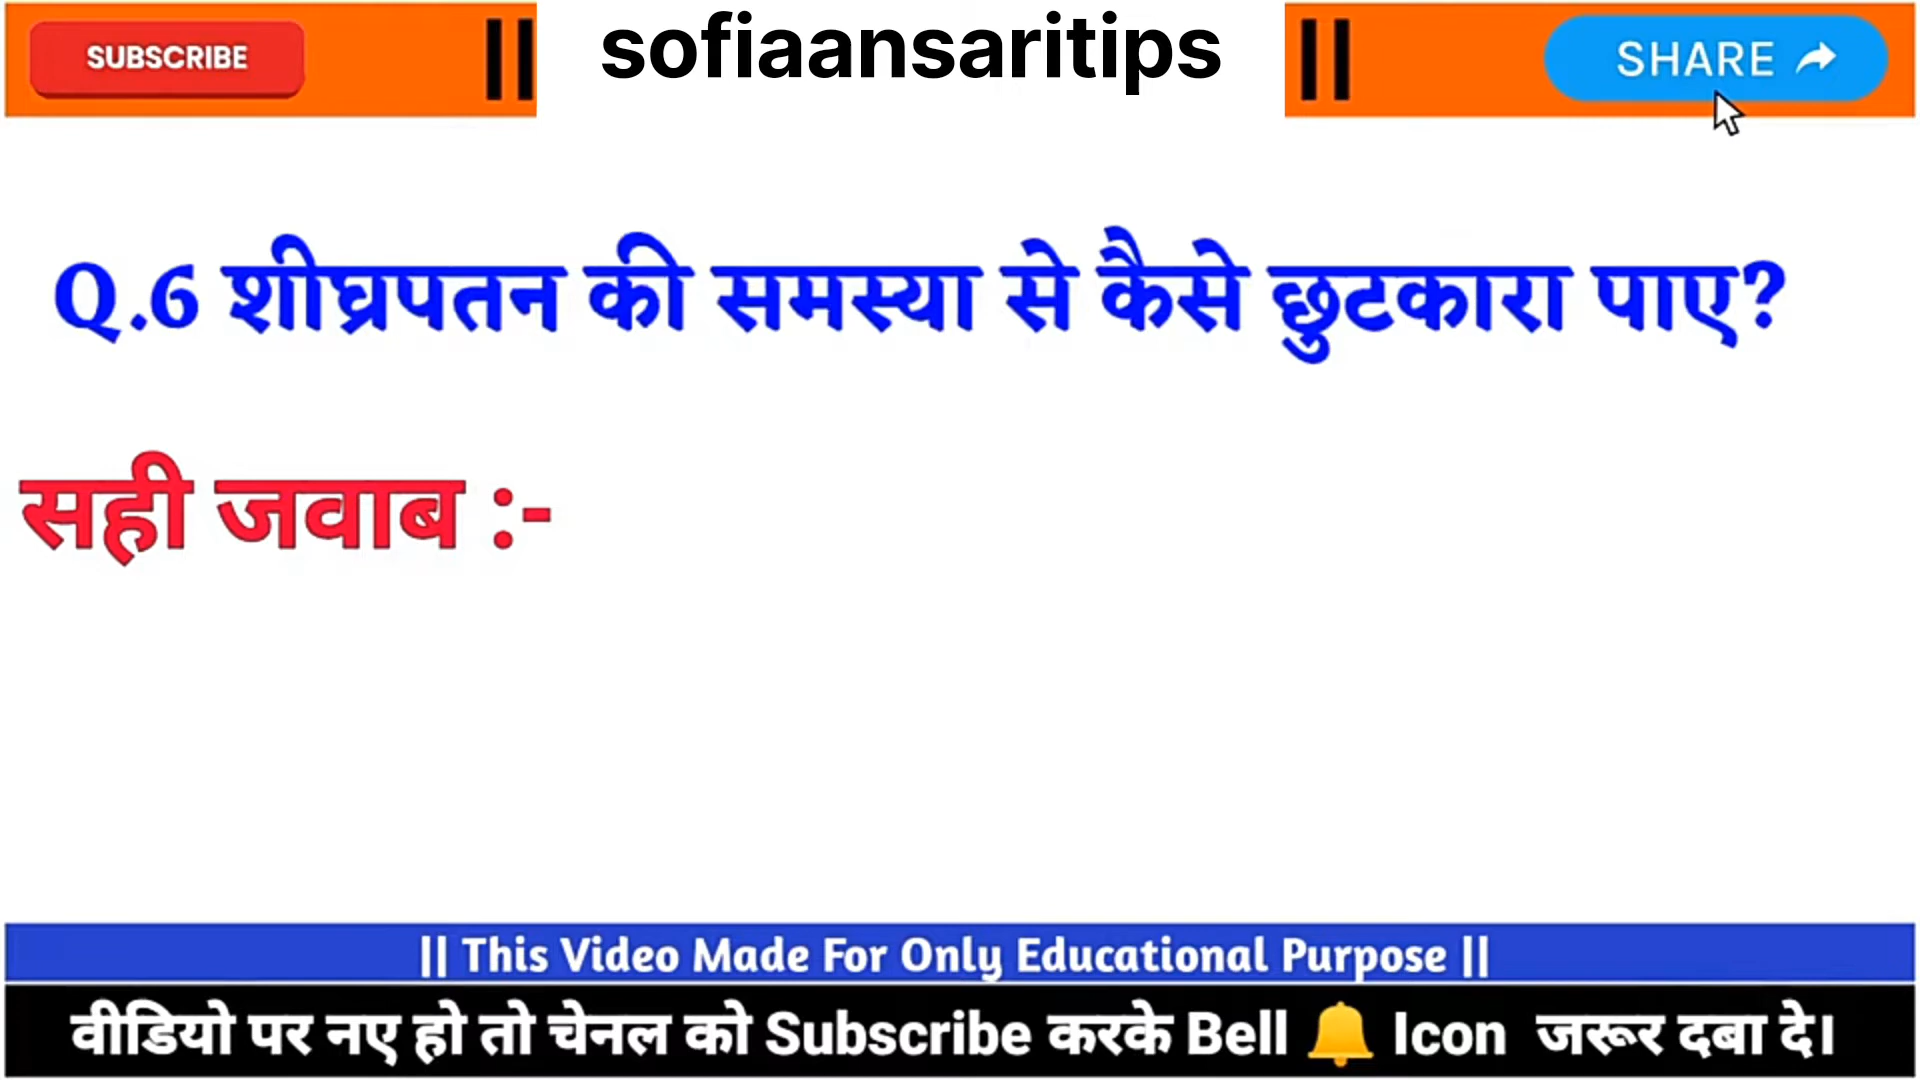 SUBSCRIBE || sofiaansaritips || SHARE
Q.6 शीघ्रपतन की समस्या से कैसे छुटकारा पाए?
सही जवाब :-
|| This Video Made For Only Educational Purpose ||
वीडियो पर नए हो तो चेनल को Subscribe करके Bell 🔔 Icon जरूर दबा दे।